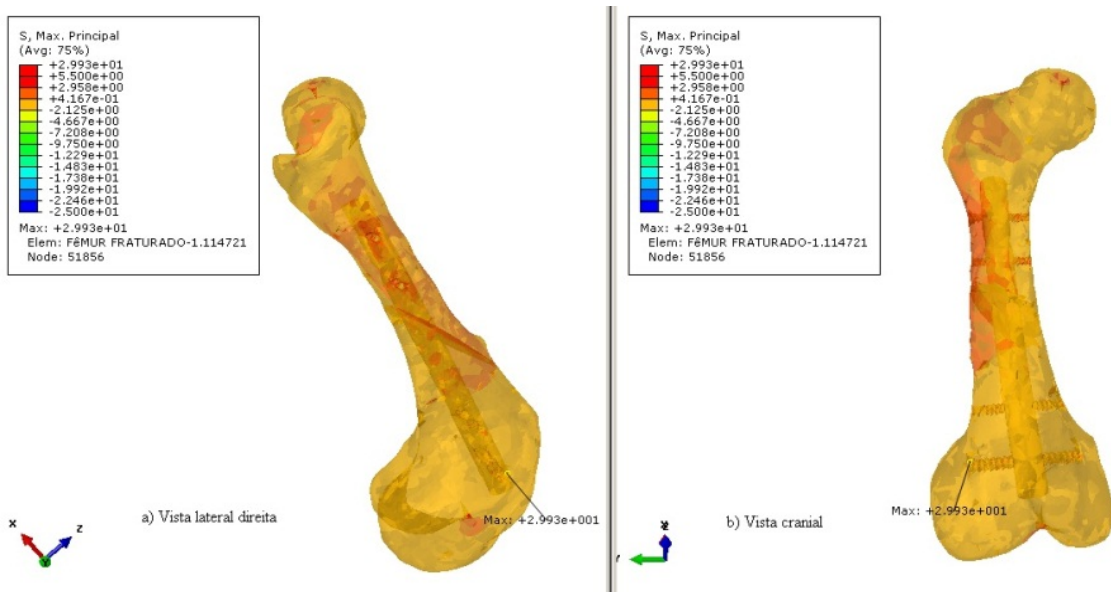 S, Max. Principal
(Avg: 75%)
+2.993e+01
+5.500e+00
+2.958e+00
+4.167e-01
-2.125e+00
-4.667e+00
-7.208e+00
-9.750e+00
-1.229e+01
-1.483e+01
-1.738e+01
-1.992e+01
-2.246e+01
-2.500e+01
Max: +2.993e+01
Elem: FêMUR FRATURADO-1.114721
Node: 51856
Max: +2.993e+001
a) Vista lateral direita
X
Z
Y
S, Max. Principal
(Avg: 75%)
+2.993e+01
+5.500e+00
+2.958e+00
+4.167e-01
-2.125e+00
-4.667e+00
-7.208e+00
-9.750e+00
-1.229e+01
-1.483e+01
-1.738e+01
-1.992e+01
-2.246e+01
-2.500e+01
Max: +2.993e+01
Elem: FêMUR FRATURADO-1.114721
Node: 51856
Max: +2.993e+001
b) Vista cranial